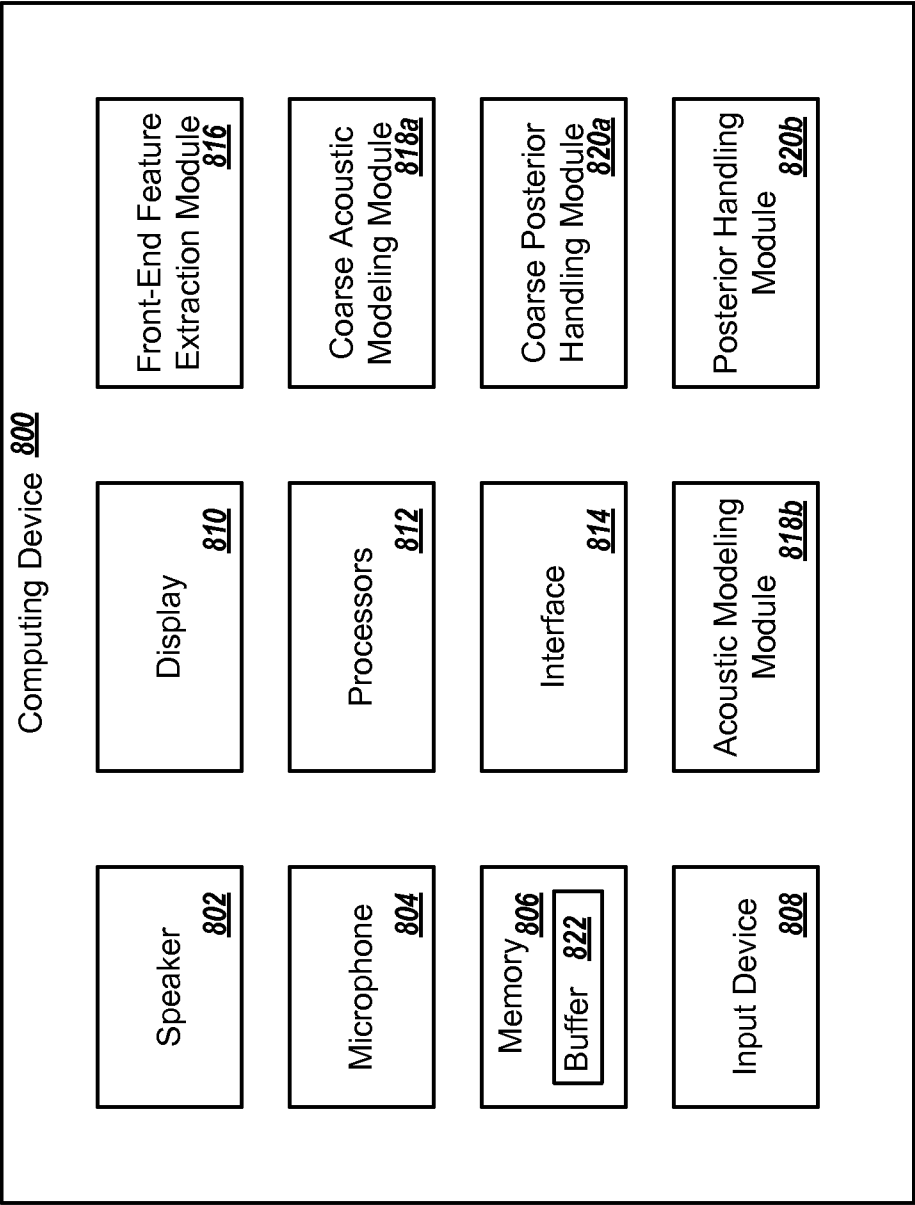 Computing Device 800
Speaker
802
Display
810
Front-End Feature
Extraction Module
816
Microphone
804
Processors
812
Coarse Acoustic
Modeling Module
818a
Memory
806
Buffer 822
Interface
814
Coarse Posterior
Handling Module
820a
Input Device
808
Acoustic Modeling
Module
818b
Posterior Handling
Module
820b